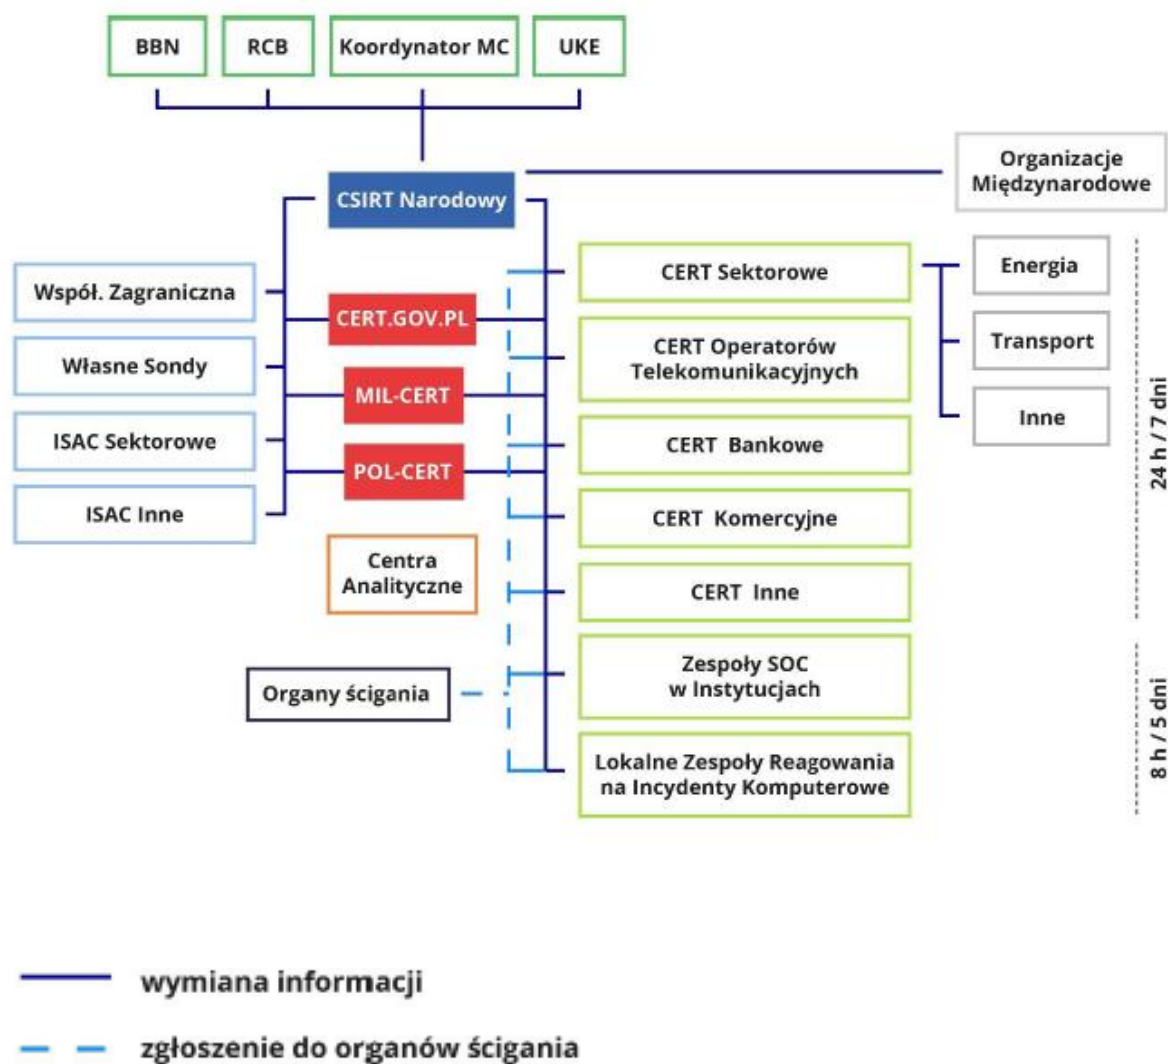 BBN
RCB
Koordynator MC
UKE
CSIRT Narodowy
Organizacje
Międzynarodowe
Współ. Zagraniczna
Własne Sondy
ISAC Sektorowe
ISAC Inne
CERT.GOV.PL
MIL-CERT
POL-CERT
Centra
Analityczne
Organy ścigania
CERT Sektorowe
CERT Operatorów
Telekomunikacyjnych
CERT Bankowe
CERT Komercyjne
CERT Inne
Zespoły SOC
w Instytucjach
Lokalne Zespoły Reagowania
na Incydenty Komputerowe
Energia
Transport
Inne
24 h / 7 dni
8 h / 5 dni
wymiana informacji
zgłoszenie do organów ścigania